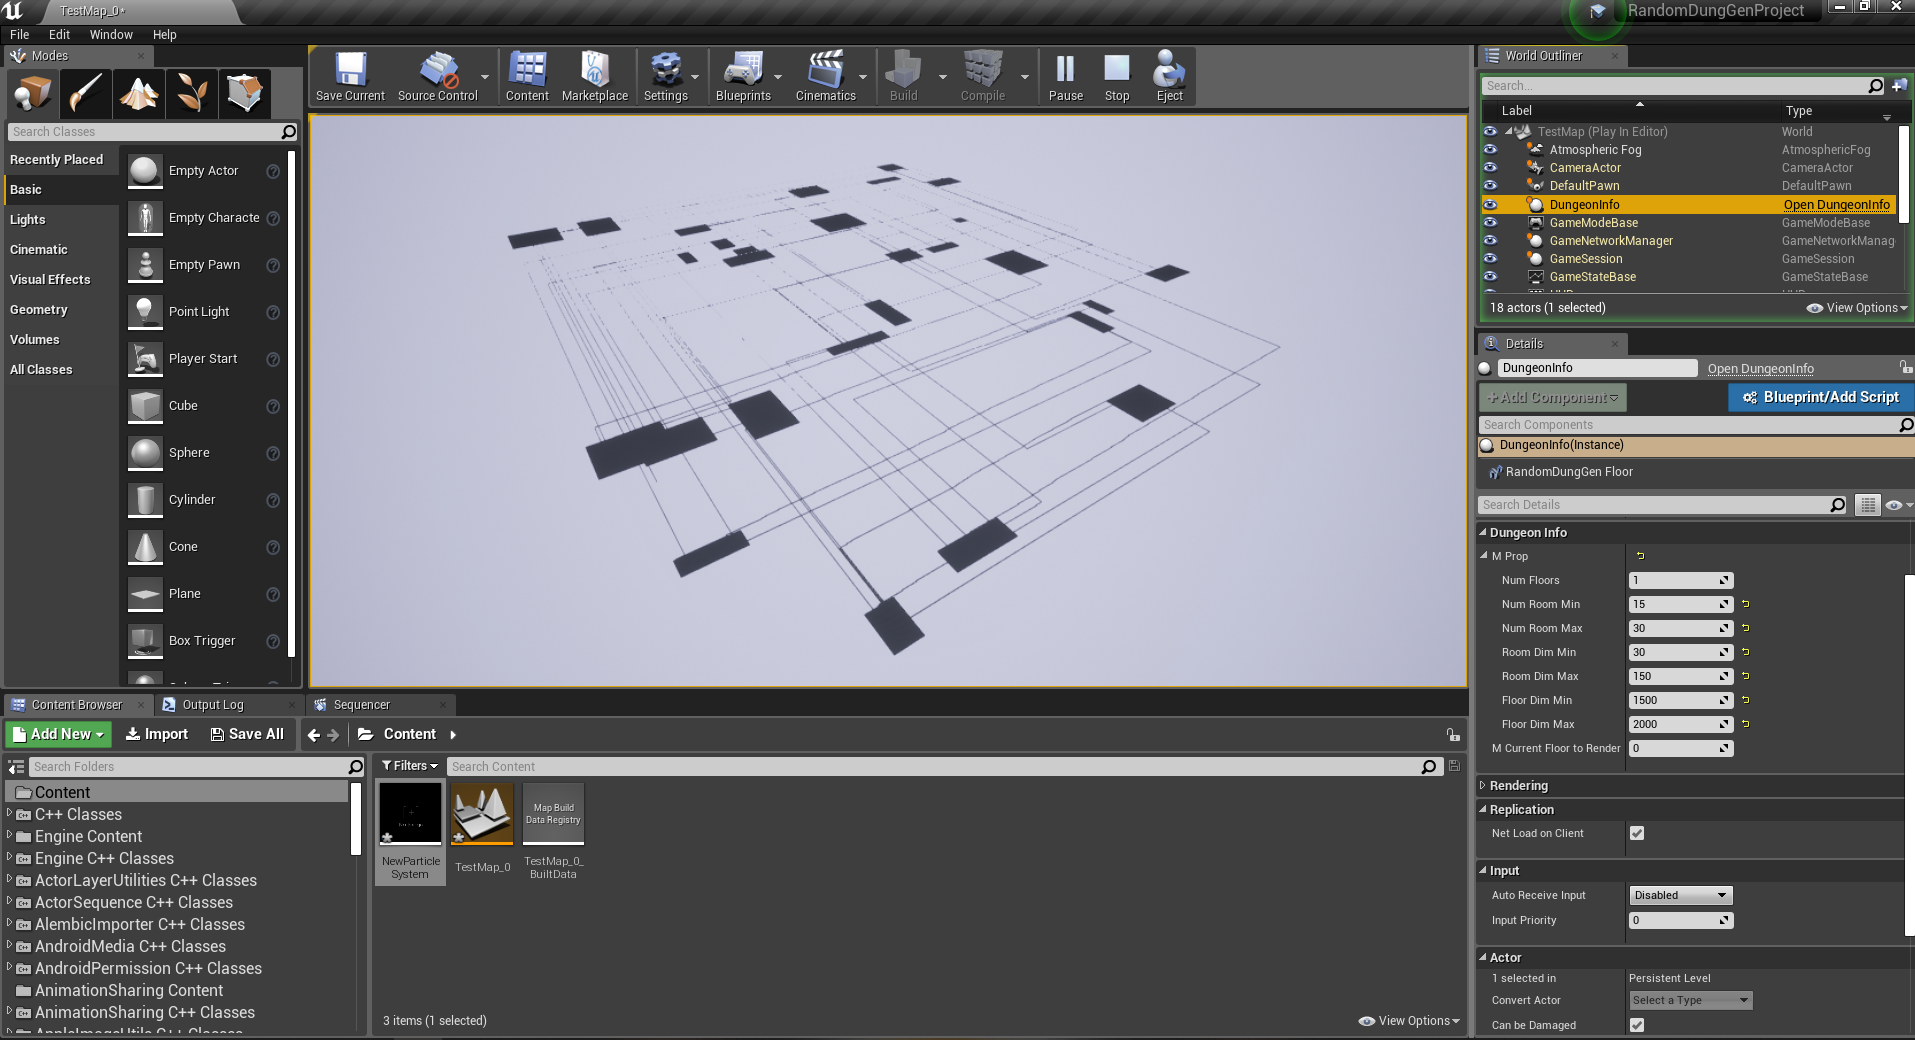 TestMap_0*
RandomDungGenProject
File Edit Window Help
Modes
Search Classes
Recently Placed
Basic
Lights
Cinematic
Visual Effects
Geometry
Volumes
All Classes
Empty Actor
Empty Characte
Empty Pawn
Point Light
Player Start
Cube
Sphere
Cylinder
Cone
Plane
Box Trigger
Save Current
Source Control
Content
Marketplace
Settings
Blueprints
Cinematics
Build
Compile
Pause
Stop
Eject
World Outliner
Search...
Label Type
TestMap (Play In Editor) World
Atmospheric Fog AtmosphericFog
CameraActor CameraActor
DefaultPawn DefaultPawn
DungeonInfo Open DungeonInfo
GameModeBase GameModeBase
GameNetworkManager GameNetworkManag
GameSession GameSession
GameStateBase GameStateBase
18 actors (1 selected) View Options
Details
DungeonInfo Open DungeonInfo
+Add Component Blueprint/Add Script
Search Components
DungeonInfo(Instance)
RandomDungGen Floor
Search Details
Dungeon Info
M Prop
Num Floors 1
Num Room Min 15
Num Room Max 30
Room Dim Min 30
Room Dim Max 150
Floor Dim Min 1500
Floor Dim Max 2000
M Current Floor to Render 0
Rendering
Replication
Net Load on Client
Input
Auto Receive Input Disabled
Input Priority 0
Actor
1 selected in Persistent Level
Convert Actor Select a Type
Can be Damaged
Content Browser Output Log Sequencer
Add New Import Save All Content
Search Folders
Content
C++ Classes
Engine Content
Engine C++ Classes
ActorLayerUtilities C++ Classes
ActorSequence C++ Classes
AlembicImporter C++ Classes
AndroidMedia C++ Classes
AndroidPermission C++ Classes
AnimationSharing Content
AnimationSharing C++ Classes
Filters Search Content
Map Build
Data Registry
NewParticle
System
TestMap_0
TestMap_0_
BuiltData
3 items (1 selected) View Options